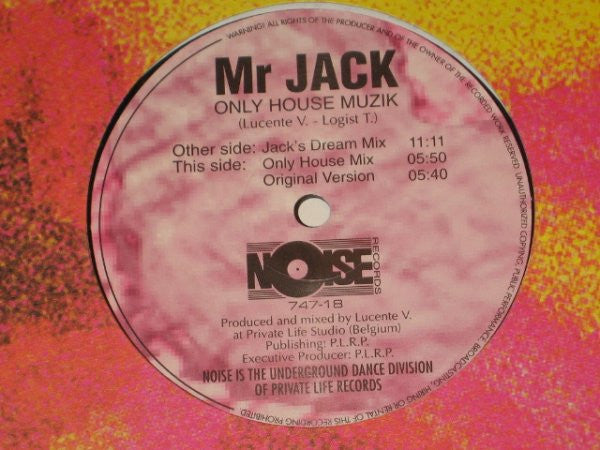 WARNING! ALL RIGHTS OF THE PRODUCER AND OF THE OWNER OF THE RECORDED WORK RESERVED. UNAUTHORIZED COPYING, PUBLIC PERFORMANCE, BROADCASTING, HIRING OR RENTAL OF THIS RECORDING PROHIBITED
Mr JACK
ONLY HOUSE MUZIK
(Lucente V. - Logist T.)
Other side: Jack's Dream Mix 11:11
This side: Only House Mix 05:50
Original Version 05:40
NOISE
RECORDS
747-18
Produced and mixed by Lucente V.
at Private Life Studio (Belgium)
Publishing: P.L.R.P.
Executive Producer: P.L.R.P.
NOISE IS THE UNDERGROUND DANCE DIVISION
OF PRIVATE LIFE RECORDS